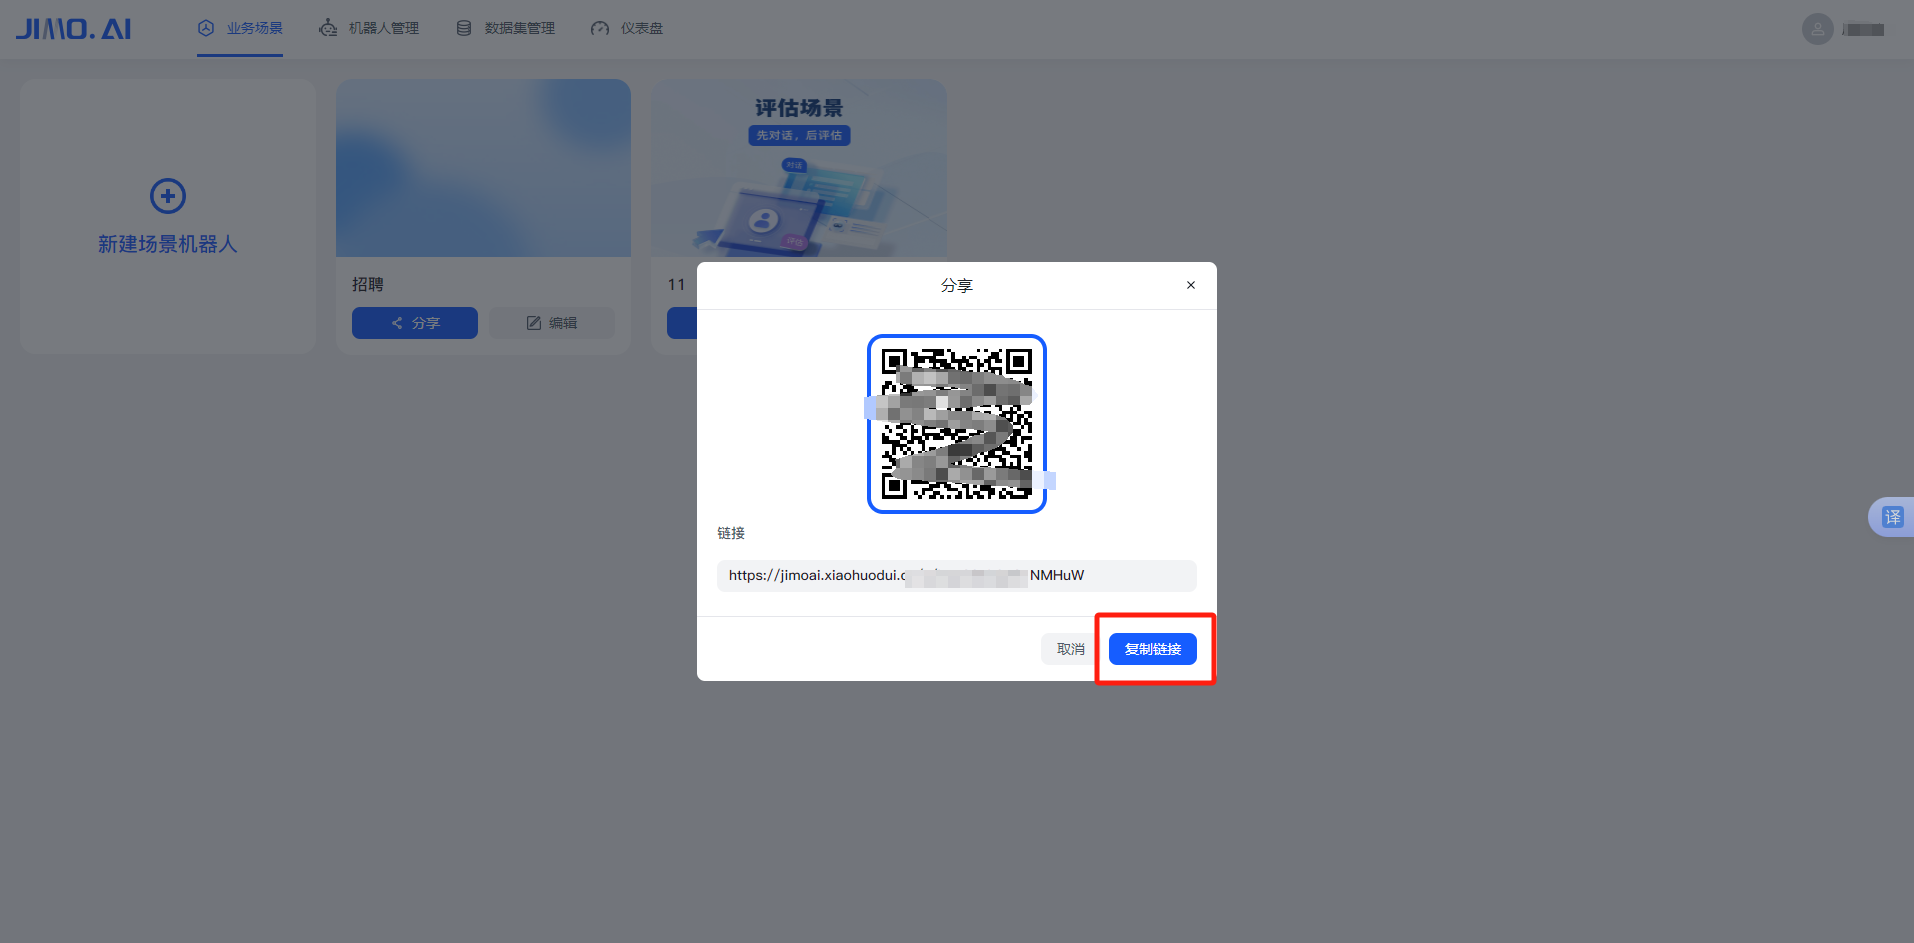 JIMO.AI
业务场景
机器人管理
数据集管理
仪表盘
新建场景机器人
招聘
分享
编辑
评估场景
先对话，后评估
对话
评估
11
分享
链接
https://jimoai.xiaohuodui.c
NMHuW
取消
复制链接
译